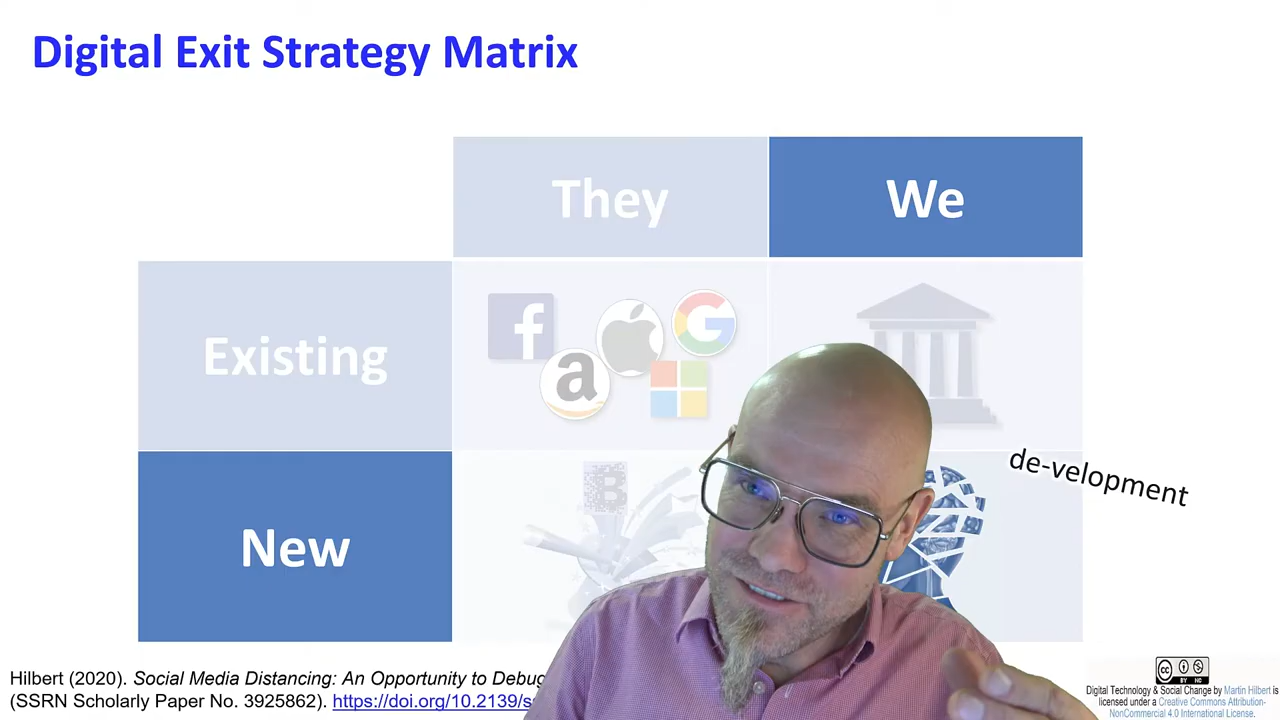 Digital Exit Strategy Matrix
They
We
Existing
New
de-velopment
Hilbert (2020). Social Media Distancing: An Opportunity to Debug
(SSRN Scholarly Paper No. 3925862). https://doi.org/10.2139/s
BY NC
Digital Technology & Social Change by Martin Hilbert is
licensed under a Creative Commons Attribution-
NonCommercial 4.0 International License.